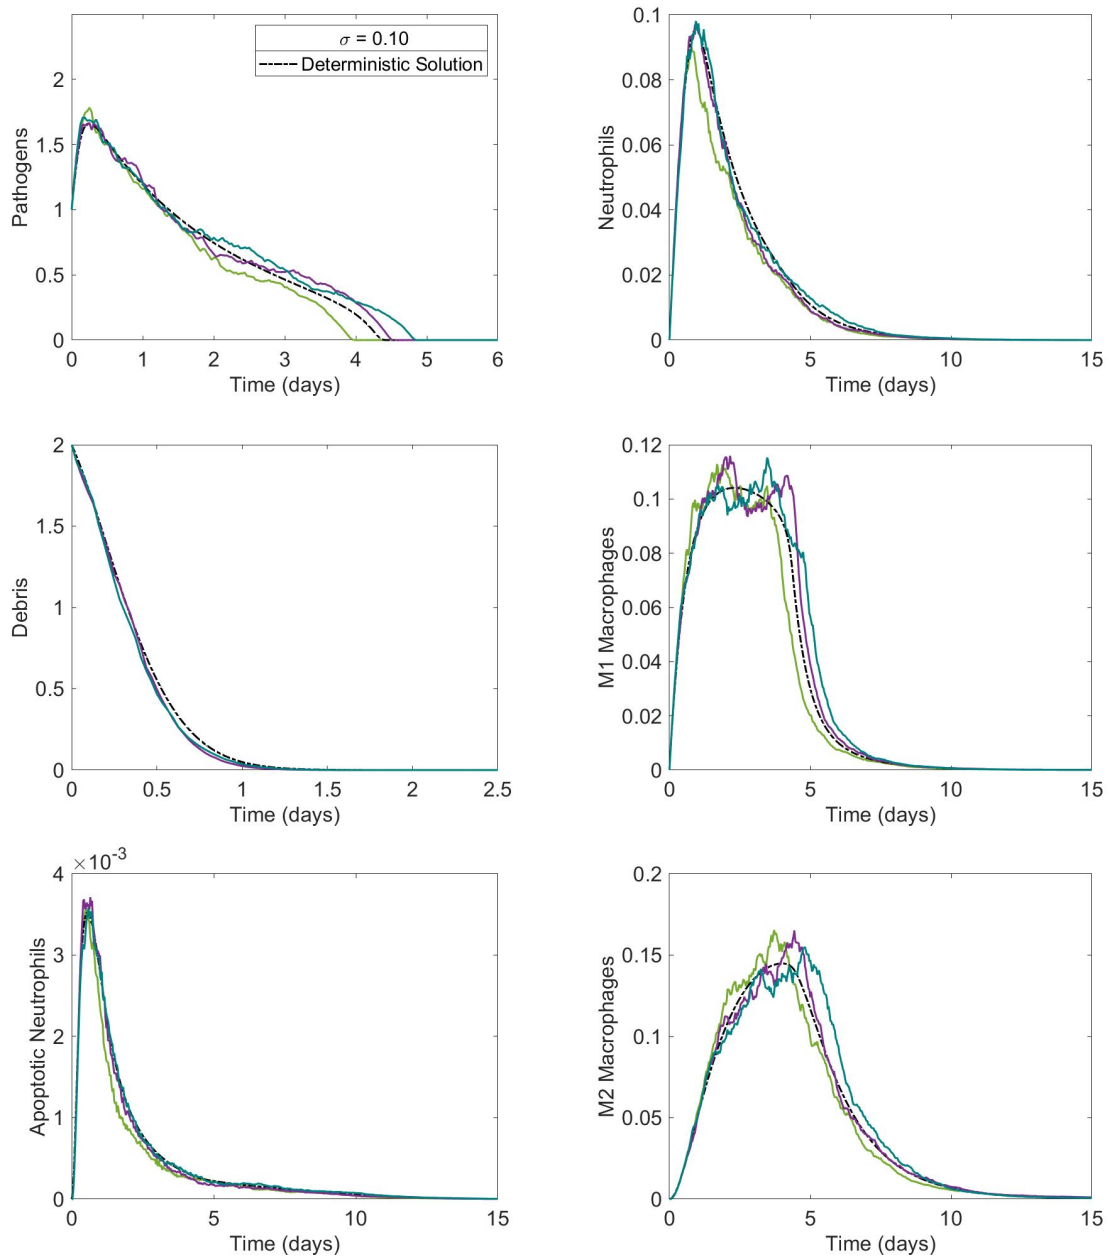 σ = 0.10
Deterministic Solution
Pathogens
2
1.5
1
0.5
0
0 1 2 3 4 5 6
Time (days)
Neutrophils
0.1
0.08
0.06
0.04
0.02
0
0 5 10 15
Time (days)
Debris
2
1.5
1
0.5
0
0 0.5 1 1.5 2 2.5
Time (days)
M1 Macrophages
0.12
0.1
0.08
0.06
0.04
0.02
0
0 5 10 15
Time (days)
×10⁻³
Apoptotic Neutrophils
4
3
2
1
0
0 5 10 15
Time (days)
M2 Macrophages
0.2
0.15
0.1
0.05
0
0 5 10 15
Time (days)